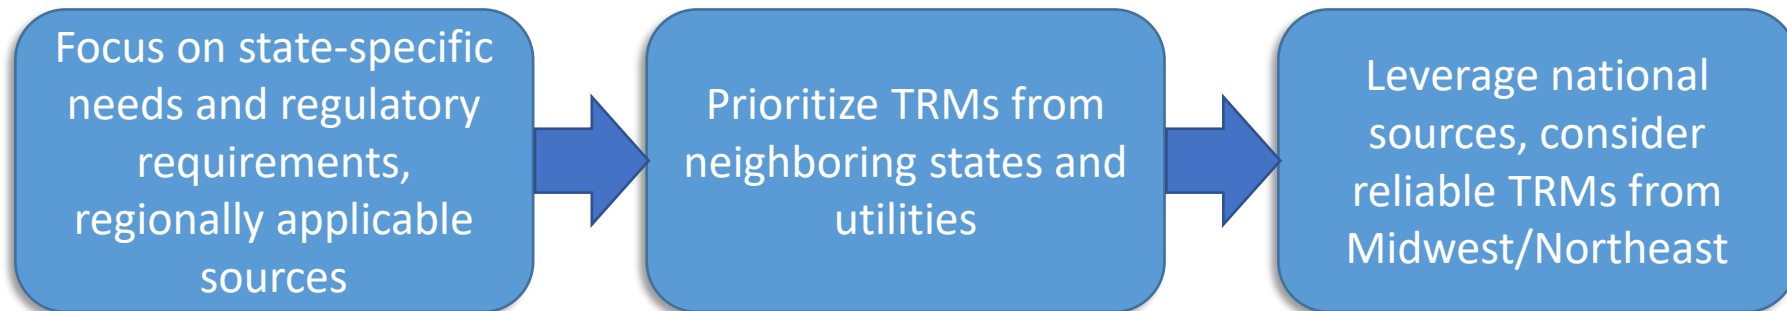 Focus on state-specific
needs and regulatory
requirements,
regionally applicable
sources
Prioritize TRMs from
neighboring states and
utilities
Leverage national
sources, consider
reliable TRMs from
Midwest/Northeast